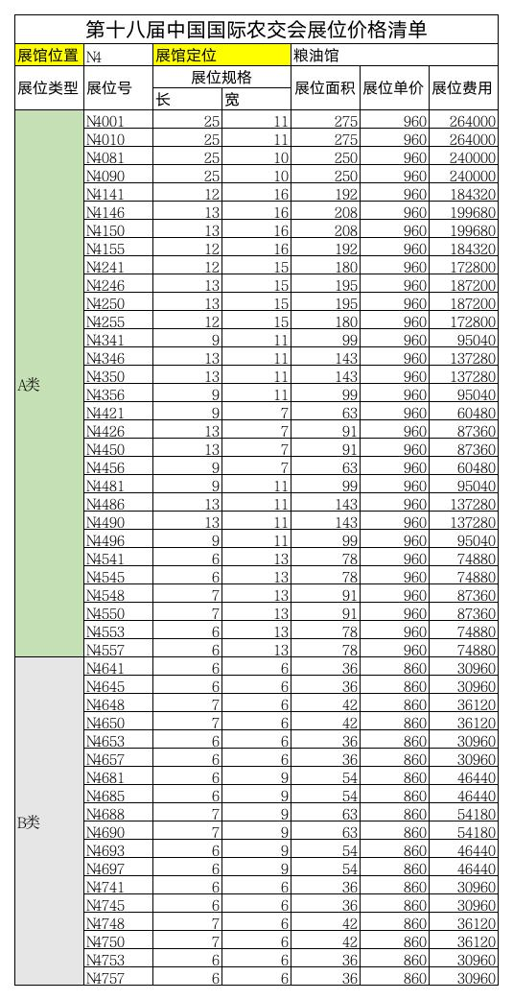 第十八届中国国际农交会展位价格清单
展馆位置 N4 展馆定位 粮油馆
展位类型 展位号 展位规格 展位面积 展位单价 展位费用
长 宽
N4001 25 11 275 960 264000
N4010 25 11 275 960 264000
N4081 25 10 250 960 240000
N4090 25 10 250 960 240000
N4141 12 16 192 960 184320
N4146 13 16 208 960 199680
N4150 13 16 208 960 199680
N4155 12 16 192 960 184320
N4241 12 15 180 960 172800
N4246 13 15 195 960 187200
N4250 13 15 195 960 187200
N4255 12 15 180 960 172800
N4341 9 11 99 960 95040
N4346 13 11 143 960 137280
A类 N4350 13 11 143 960 137280
N4356 9 11 99 960 95040
N4421 9 7 63 960 60480
N4426 13 7 91 960 87360
N4450 13 7 91 960 87360
N4456 9 7 63 960 60480
N4481 9 11 99 960 95040
N4486 13 11 143 960 137280
N4490 13 11 143 960 137280
N4496 9 11 99 960 95040
N4541 6 13 78 960 74880
N4545 6 13 78 960 74880
N4548 7 13 91 960 87360
N4550 7 13 91 960 87360
N4553 6 13 78 960 74880
N4557 6 13 78 960 74880
N4641 6 6 36 860 30960
N4645 6 6 36 860 30960
N4648 7 6 42 860 36120
N4650 7 6 42 860 36120
N4653 6 6 36 860 30960
N4657 6 6 36 860 30960
N4681 6 9 54 860 46440
N4685 6 9 54 860 46440
N4688 7 9 63 860 54180
B类 N4690 7 9 63 860 54180
N4693 6 9 54 860 46440
N4697 6 9 54 860 46440
N4741 6 6 36 860 30960
N4745 6 6 36 860 30960
N4748 7 6 42 860 36120
N4750 7 6 42 860 36120
N4753 6 6 36 860 30960
N4757 6 6 36 860 30960